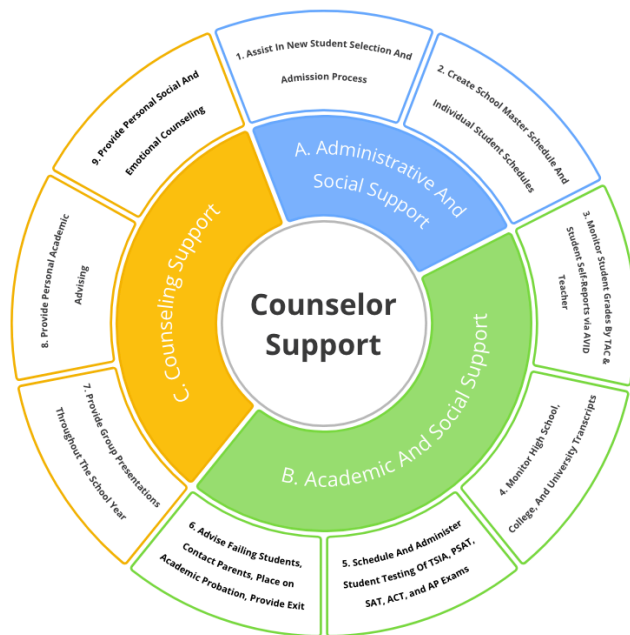 Counselor
Support
A. Administrative And
Social Support
1. Assist In New Student Selection And
Admission Process
2. Create School Master Schedule And
Individual Student Schedules
B. Academic And Social Support
3. Monitor Student Grades By TAc &
Student Self-Reports via AVID
Teacher
4. Monitor High School,
College, And University Transcripts
5. Schedule And Administer
Student Testing Of TSIA, PSAT,
SAT, ACT, and AP Exams
6. Advise Failing Students,
Contact Parents, Place on
Academic Probation, Provide Exit
C. Counseling Support
7. Provide Group Presentations
Throughout The School Year
8. Provide Personal Academic
Advising
9. Provide Personal Social And
Emotional Counseling